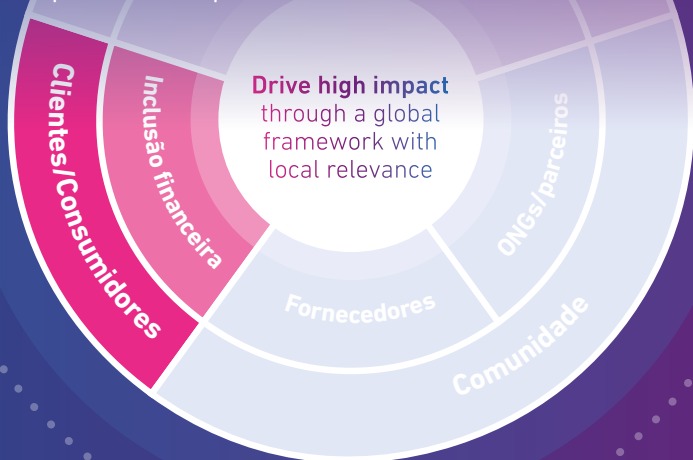 Drive high impact
through a global
framework with
local relevance
Clientes/Consumidores
Inclusão financeira
Fornecedores
ONGs/parceiros
Comunidade